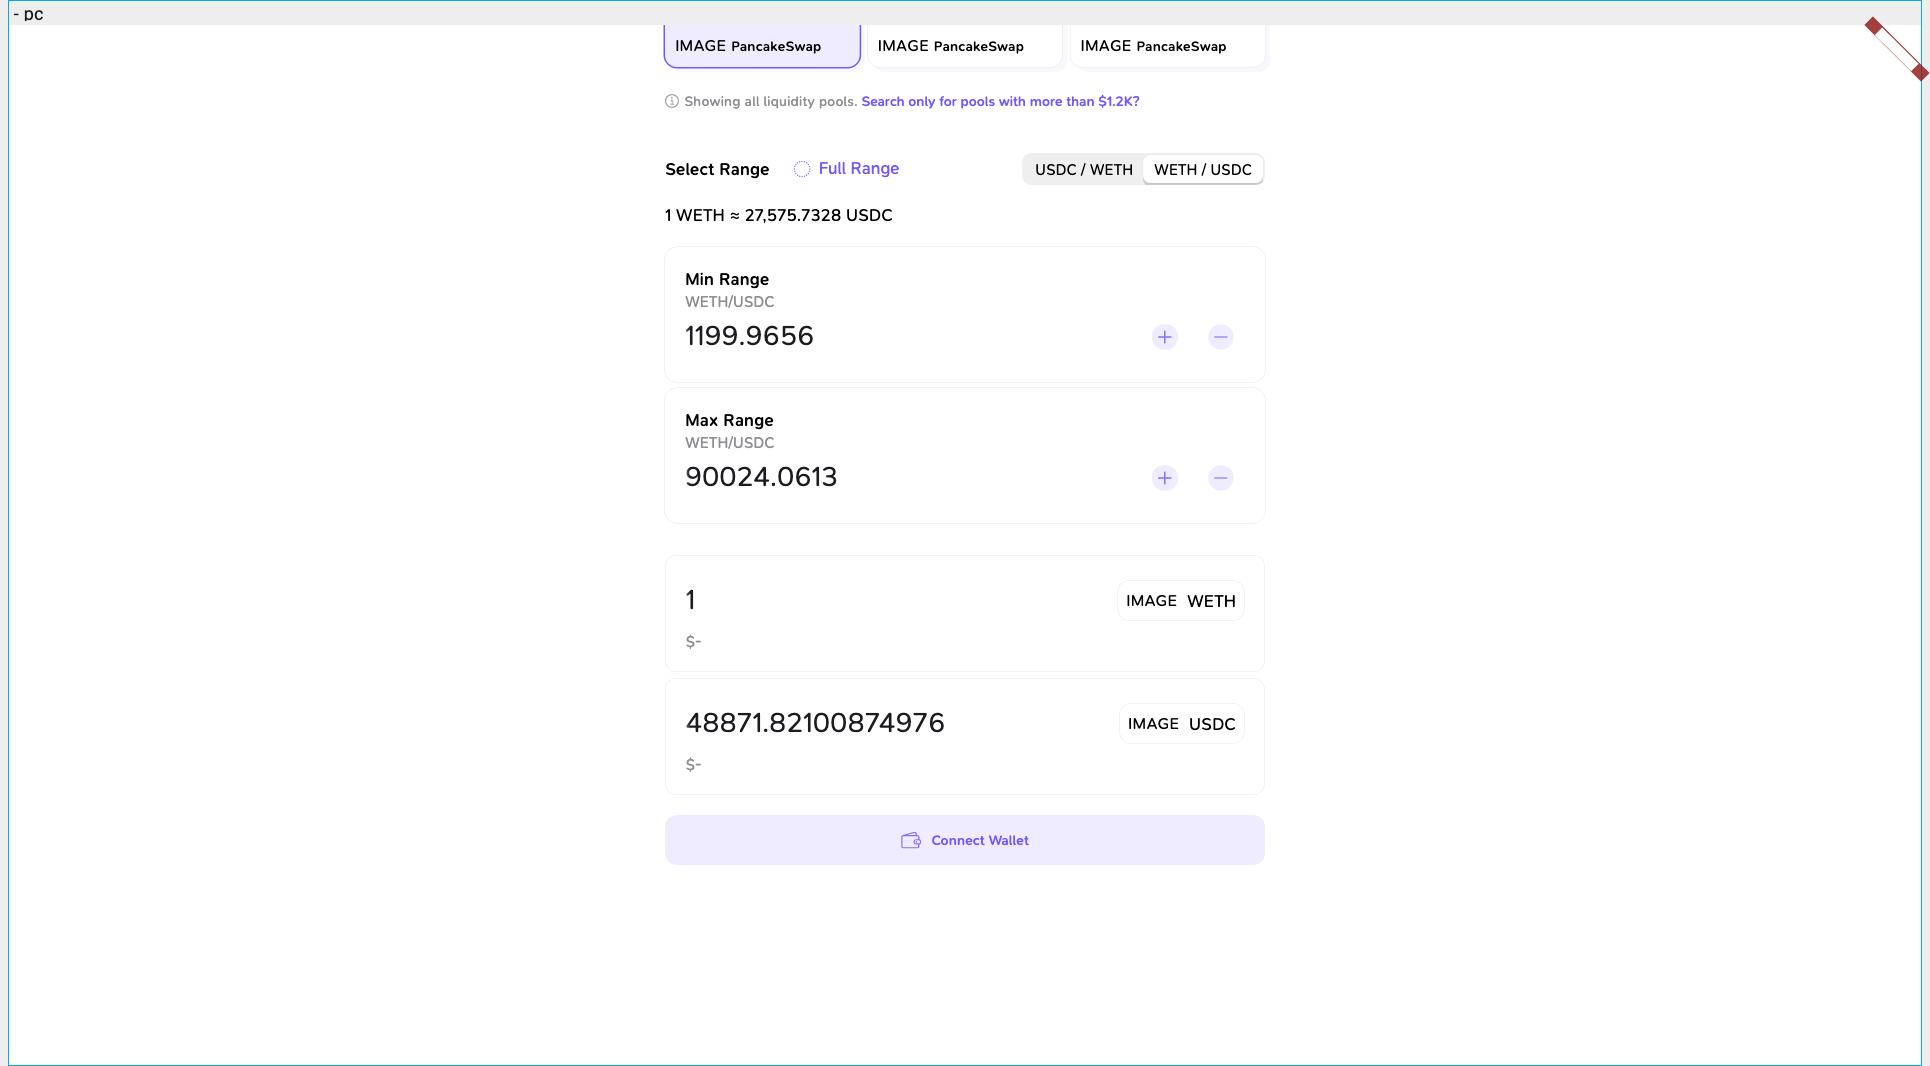 - pc
IMAGE PancakeSwap IMAGE PancakeSwap IMAGE PancakeSwap
Showing all liquidity pools. Search only for pools with more than $1.2K?
Select Range Full Range USDC / WETH WETH / USDC
1 WETH ≈ 27,575.7328 USDC
Min Range
WETH/USDC
1199.9656
Max Range
WETH/USDC
90024.0613
1 IMAGE WETH
$-
48871.82100874976 IMAGE USDC
$-
Connect Wallet